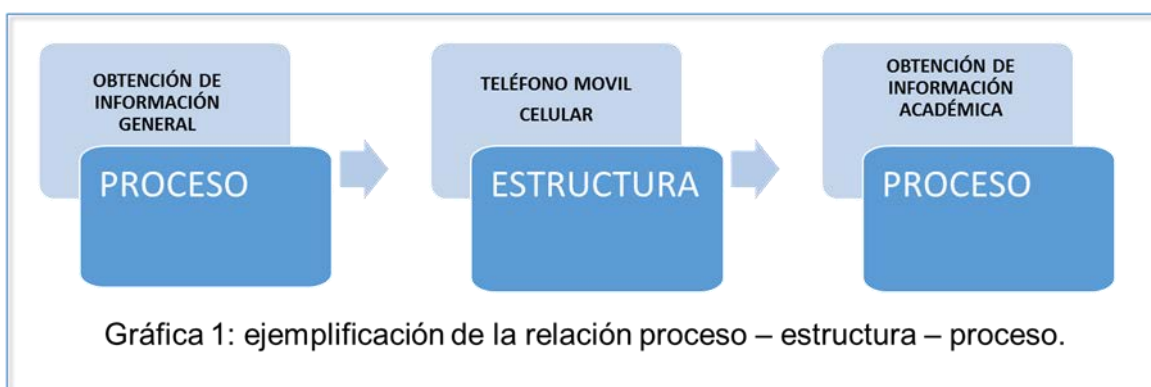 OBTENCIÓN DE
INFORMACIÓN
GENERAL
PROCESO
TELÉFONO MOVIL
CELULAR
ESTRUCTURA
OBTENCIÓN DE
INFORMACIÓN
ACADÉMICA
PROCESO
Gráfica 1: ejemplificación de la relación proceso – estructura – proceso.